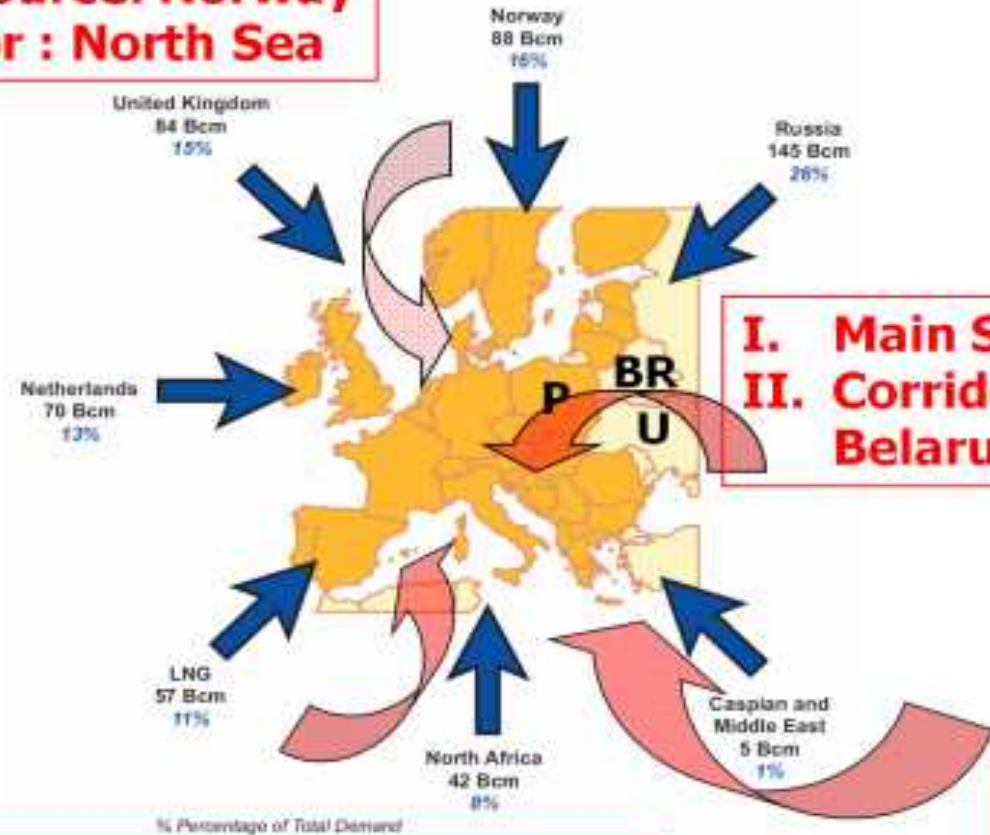 Norway
r : North Sea
Norway
88 Bcm
16%
United Kingdom
84 Bcm
15%
Russia
145 Bcm
26%
Netherlands
70 Bcm
13%
P
BR
U
I. Main S
II. Corrid
Belaru
LNG
57 Bcm
11%
North Africa
42 Bcm
8%
Caspian and
Middle East
5 Bcm
1%
% Percentage of Total Demand